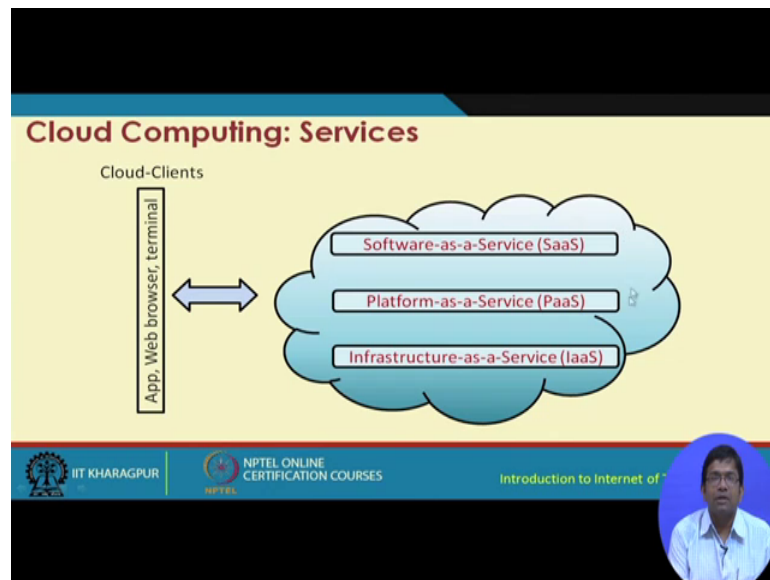 Cloud Computing: Services
Cloud-Clients
App, Web browser, terminal
Software-as-a-Service (SaaS)
Platform-as-a-Service (PaaS)
Infrastructure-as-a-Service (IaaS)
IIT KHARAGPUR
NPTEL ONLINE
CERTIFICATION COURSES
NPTEL
Introduction to Internet of